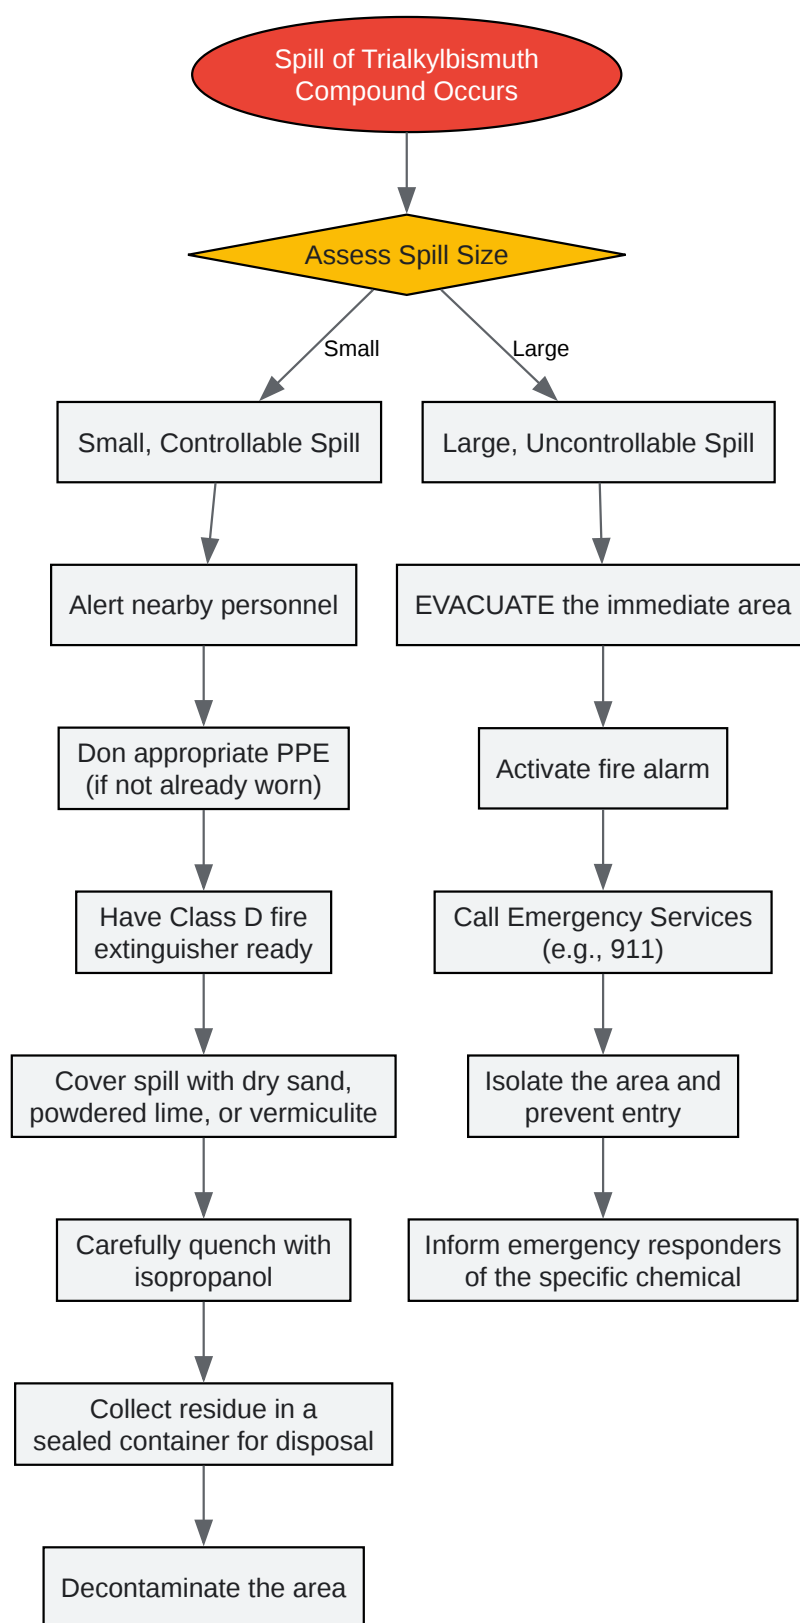 Spill of Trialkylbismuth
Compound Occurs
Assess Spill Size
Small
Large
Small, Controllable Spill
Large, Uncontrollable Spill
Alert nearby personnel
EVACUATE the immediate area
Don appropriate PPE
(if not already worn)
Activate fire alarm
Have Class D fire
extinguisher ready
Call Emergency Services
(e.g., 911)
Cover spill with dry sand,
powdered lime, or vermiculite
Isolate the area and
prevent entry
Carefully quench with
isopropanol
Inform emergency responders
of the specific chemical
Collect residue in a
sealed container for disposal
Decontaminate the area